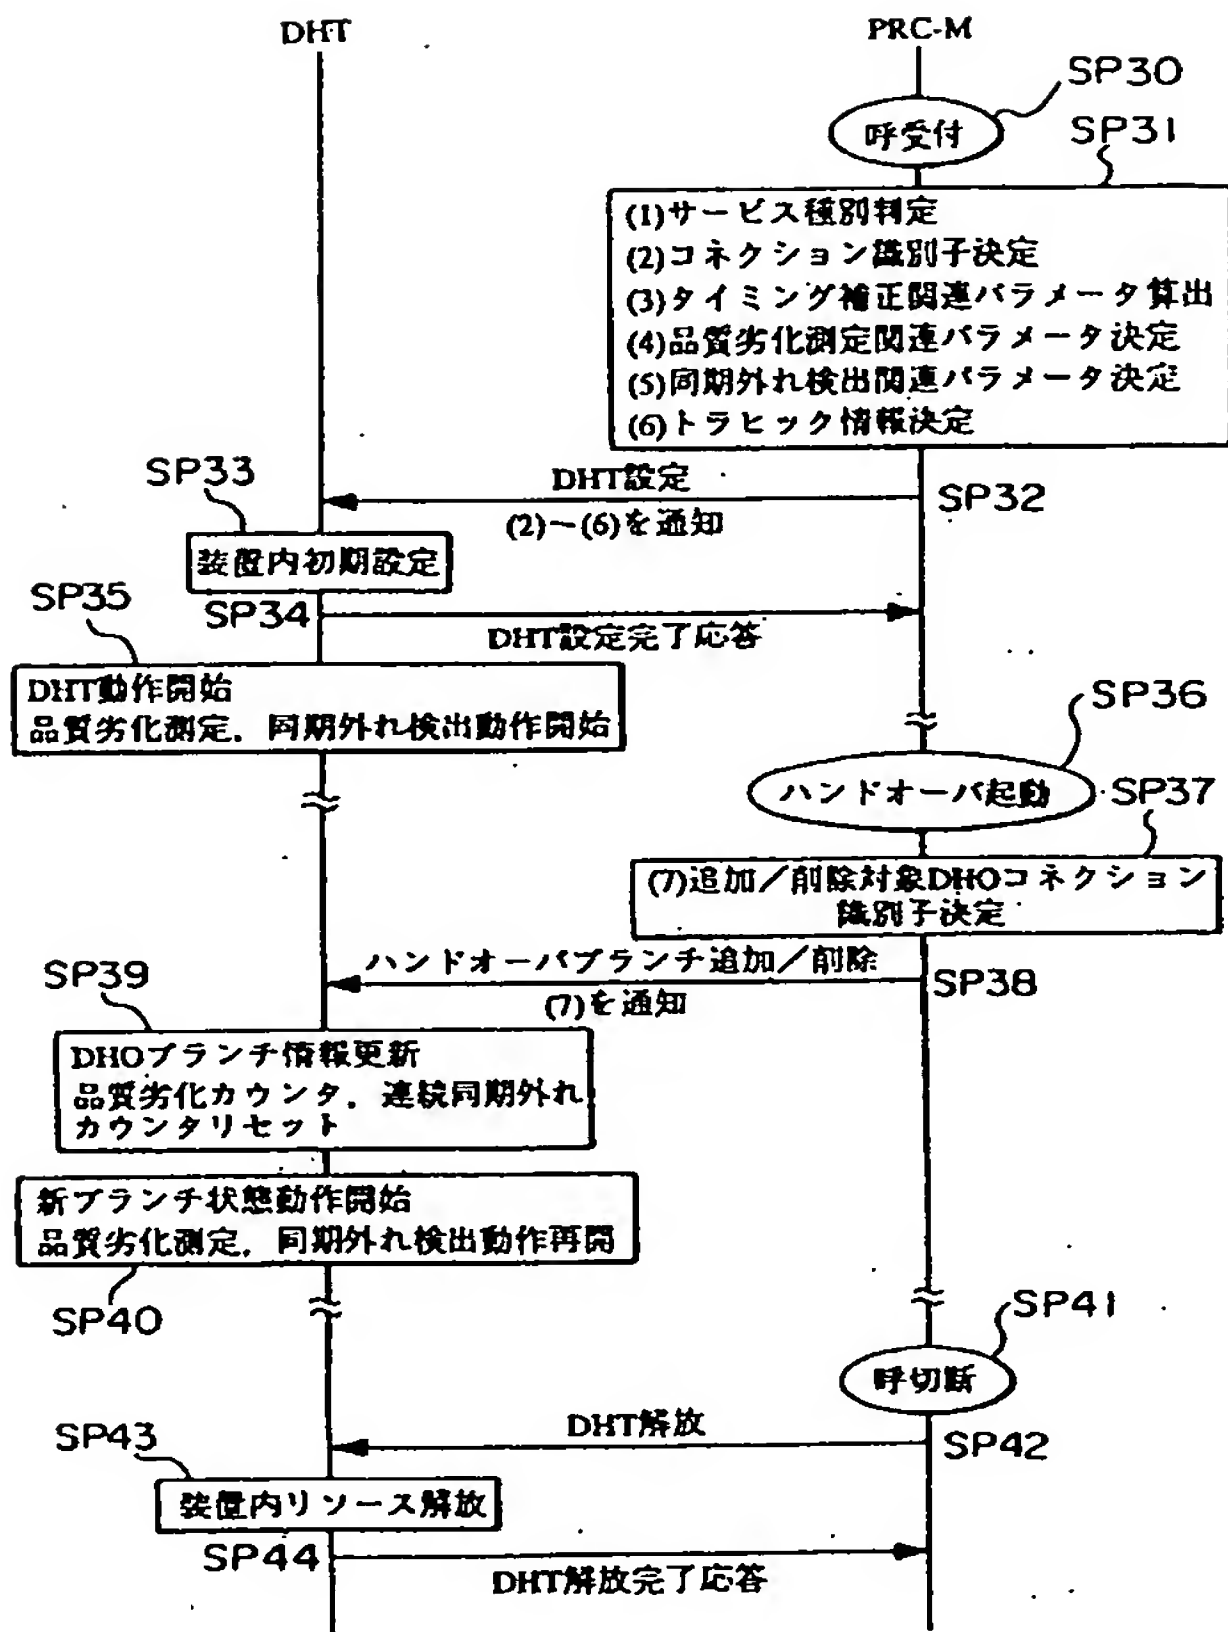 DHT
PRC-M
SP30
呼受付
SP31
(1)サービス種別判定
(2)コネクション識別子決定
(3)タイミング補正関連パラメータ算出
(4)品質劣化測定関連パラメータ決定
(5)同期外れ検出関連パラメータ決定
(6)トラヒック情報決定
SP33
DHT設定
SP32
(2)〜(6)を通知
装置内初期設定
SP35
SP34
DHT設定完了応答
DHT動作開始
品質劣化測定，同期外れ検出動作開始
SP36
ハンドオーバ起動
SP37
(7)追加／削除対象DHOコネクション
識別子決定
ハンドオーバブランチ追加／削除
SP38
SP39
(7)を通知
DHOブランチ情報更新
品質劣化カウンタ，連続同期外れ
カウンタリセット
新ブランチ状態動作開始
品質劣化測定，同期外れ検出動作再開
SP40
SP41
呼切断
DHT解放
SP42
SP43
装置内リソース解放
SP44
DHT解放完了応答